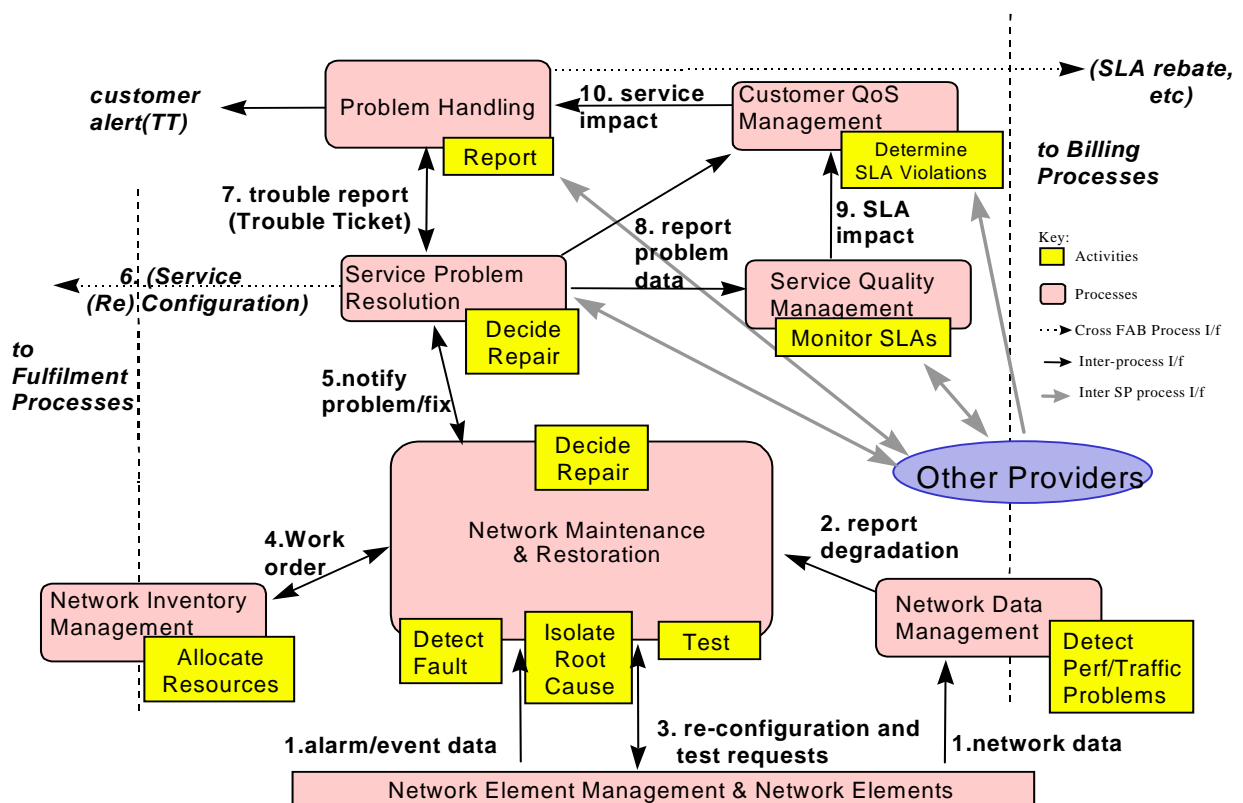 (SLA rebate,
etc)
customer
alert(TT)
Problem Handling
10. service
impact
Customer QoS
Management
Report
Determine
SLA Violations
to Billing
Processes
7. trouble report
(Trouble Ticket)
8. report
problem
data
9. SLA
impact
Key:
Activities
Processes
Cross FAB Process I/f
Inter-process I/f
Inter SP process I/f
6. (Service
(Re) Configuration)
Service Problem
Resolution
Service Quality
Management
Decide
Repair
Monitor SLAs
to
Fulfilment
Processes
5.notify
problem/fix
Decide
Repair
Other Providers
Network Maintenance
& Restoration
4.Work
order
2. report
degradation
Network Inventory
Management
Network Data
Management
Allocate
Resources
Detect
Fault
Isolate
Root
Cause
Test
Detect
Perf/Traffic
Problems
1.alarm/event data
3. re-configuration and
test requests
1.network data
Network Element Management & Network Elements